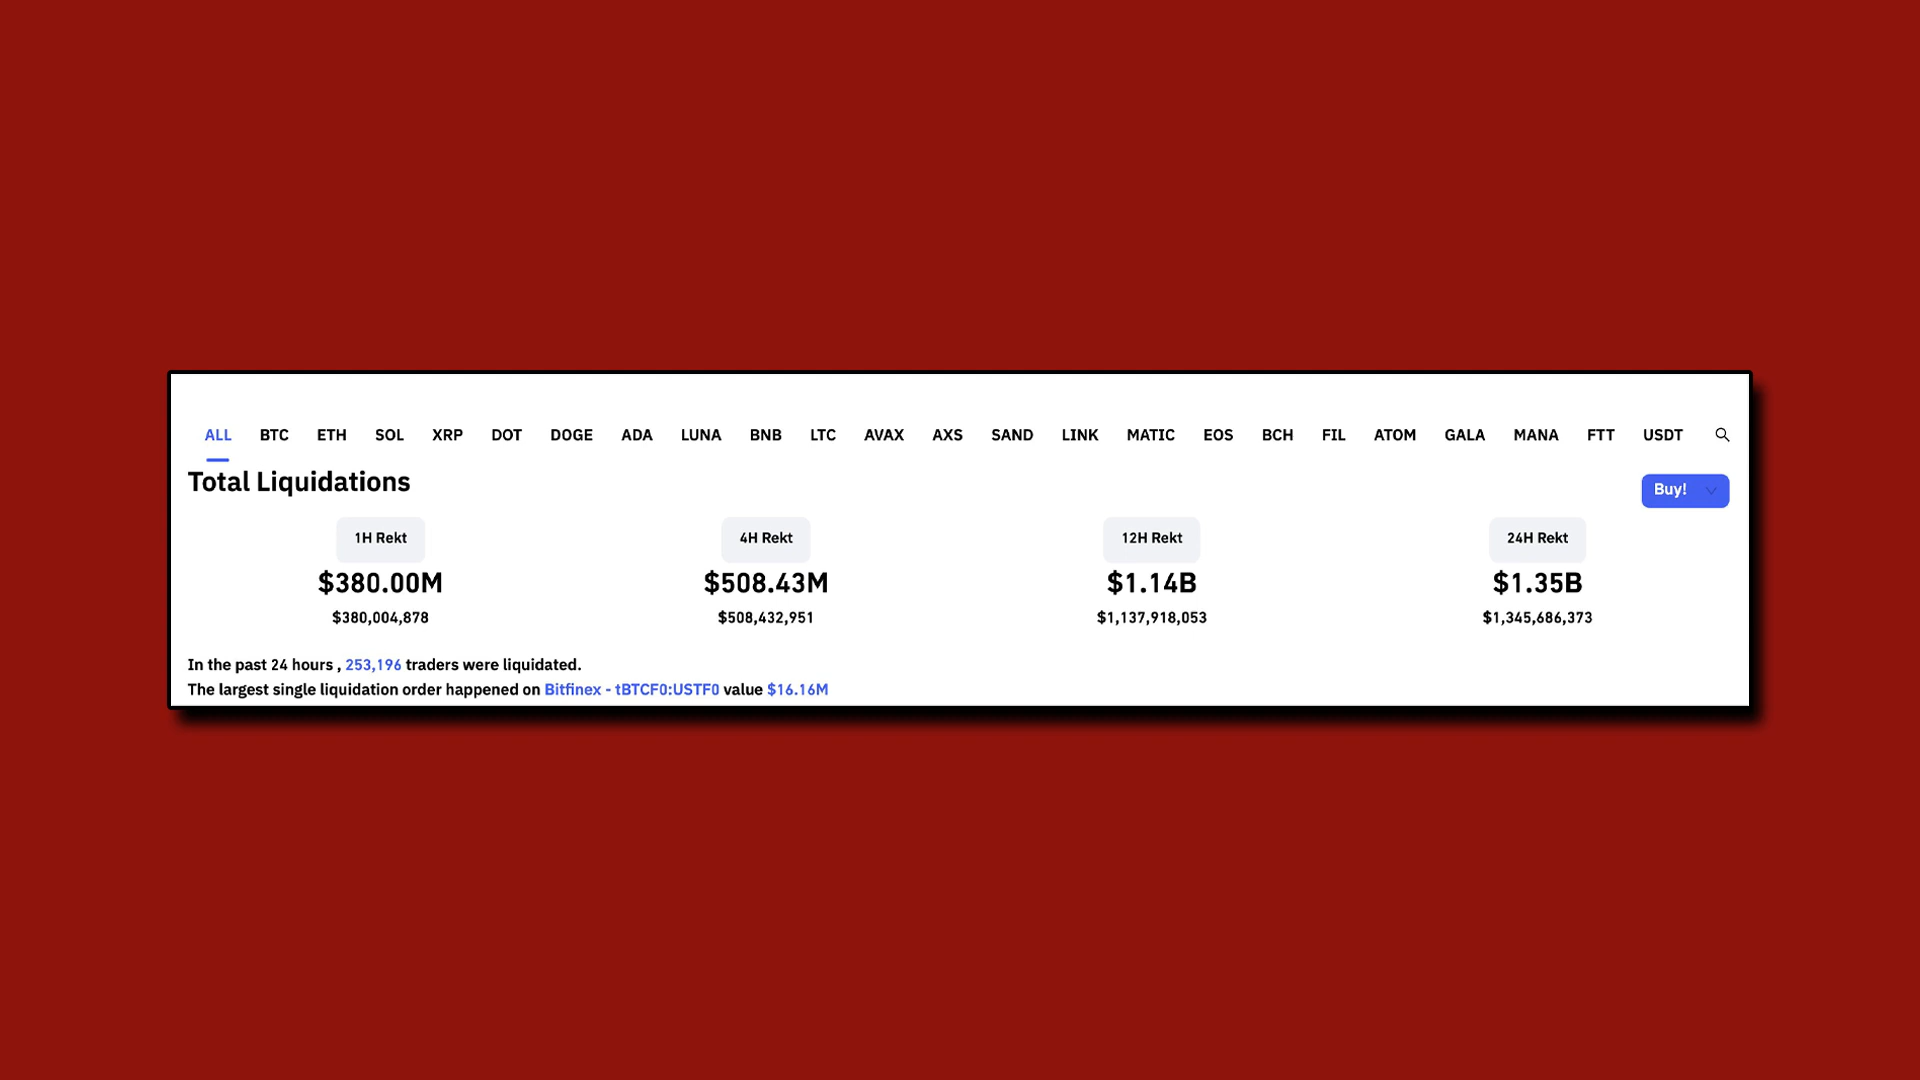 ALL BTC ETH SOL XRP DOT DOGE ADA LUNA BNB LTC AVAX AXS SAND LINK MATIC EOS BCH FIL ATOM GALA MANA FTT USDT
Total Liquidations
Buy!
1H Rekt 4H Rekt 12H Rekt 24H Rekt
$380.00M $508.43M $1.14B $1.35B
$380,004,878 $508,432,951 $1,137,918,053 $1,345,686,373
In the past 24 hours , 253,196 traders were liquidated.
The largest single liquidation order happened on Bitfinex - tBTCF0:USTF0 value $16.16M